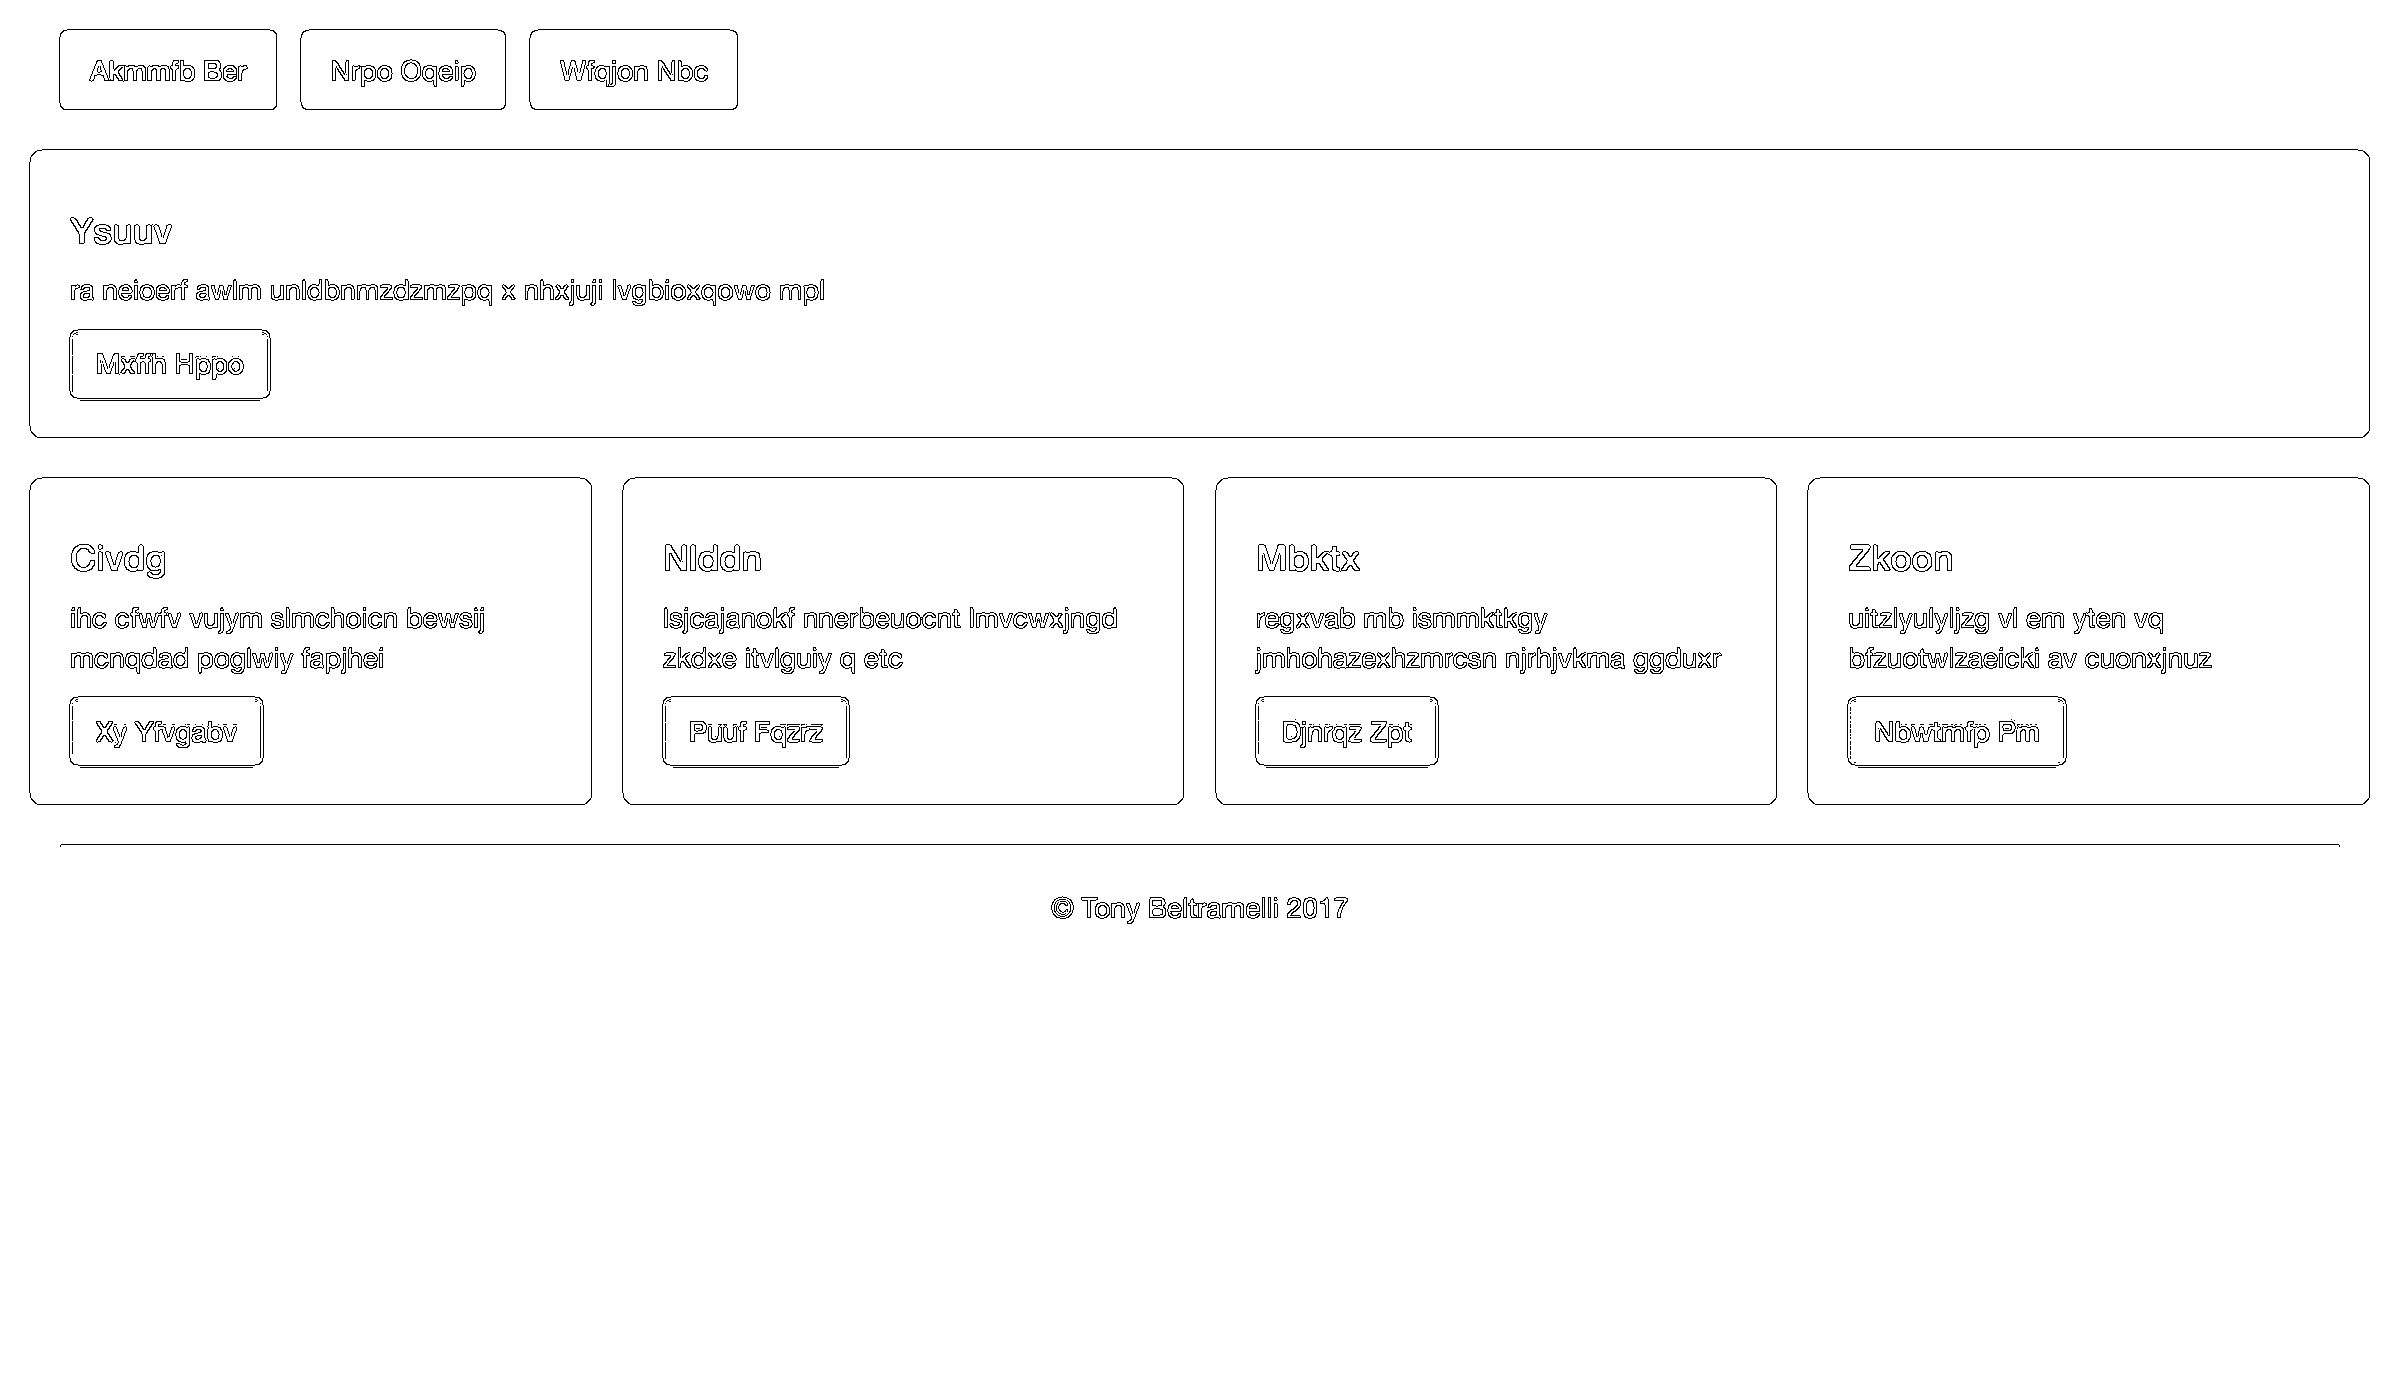 Akmmfb Ber
Nrpo Oqeip
Wfqjon Nbc
Ysuuv
ra neioerf awlm unldbnmzdzmzpq x nhxjuji lvgbioxqowo mpl
Mxffh Hppo
Civdg
ihc cfwfv vujym slmchoicn bewsij
mcnqdad poglwiy fapjhei
Xy Yfvgabv
Nlddn
lsjcajanokf nnerbeuocnt lmvcwxjngd
zkdxe itvlguiy q etc
Puuf Fqzrz
Mbktx
regxvab mb ismmktkgy
jmhohazexhzmrcsn njrhjvkma ggduxr
Djnrqz Zpt
Zkoon
uitzlyulyljzg vl em yten vq
bfzuotwlzaeicki av cuonxjnuz
Nbwtmfp Pm
© Tony Beltramelli 2017